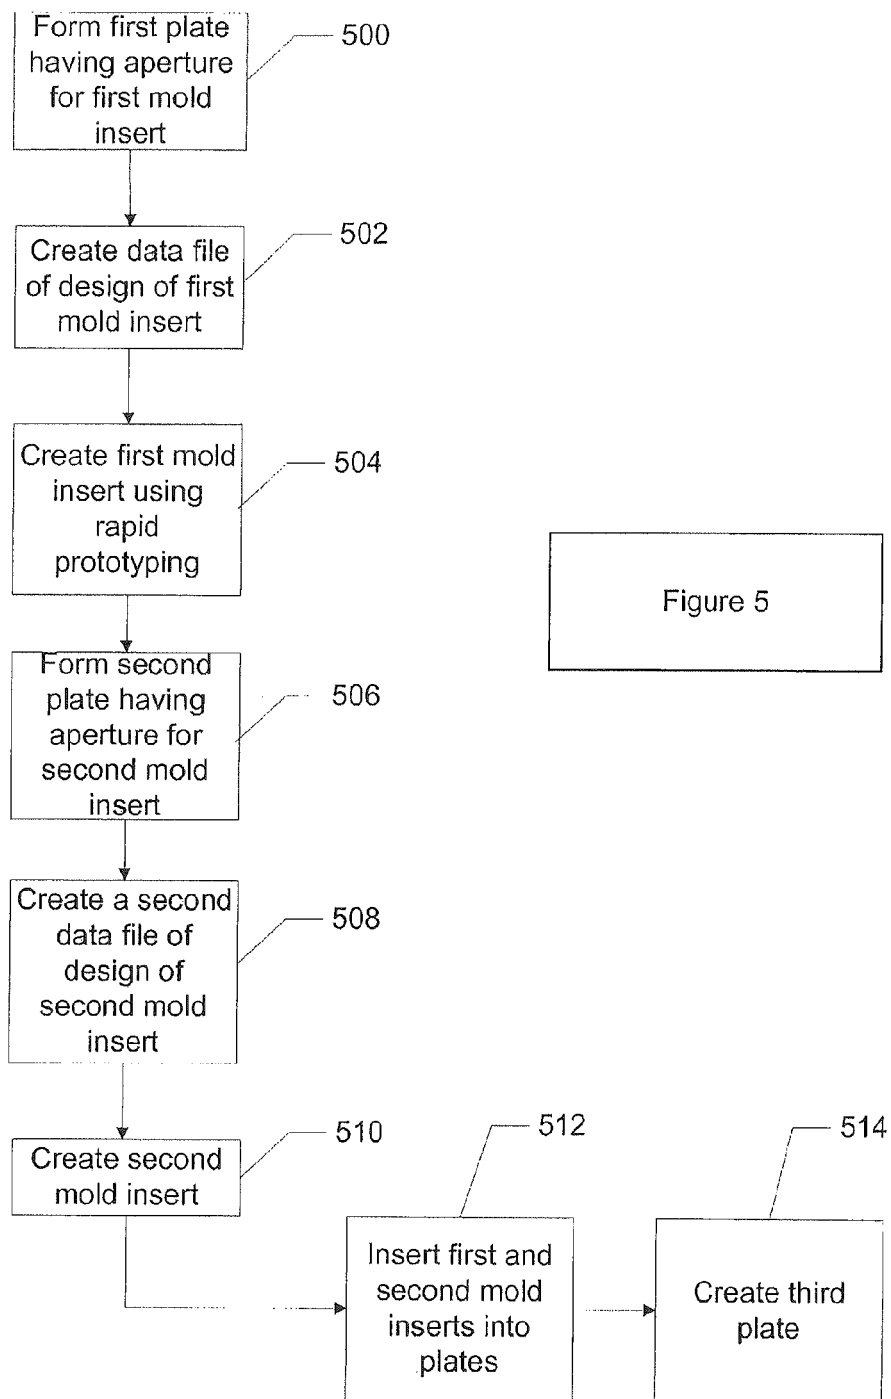 Form first plate
having aperture
for first mold
insert
500
Create data file
of design of first
mold insert
502
Create first mold
insert using
rapid
prototyping
504
Figure 5
Form second
plate having
aperture for
second mold
insert
506
Create a second
data file of
design of
second mold
insert
508
Create second
mold insert
510
Insert first and
second mold
inserts into
plates
512
Create third
plate
514